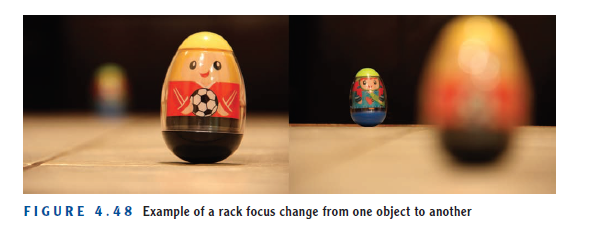 FIGURE 4.48 Example of a rack focus change from one object to another